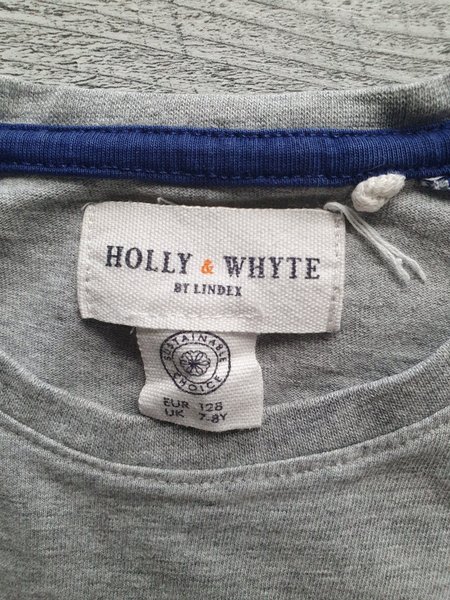 HOLLY & WHYTE
BY LINDEX
SUSTAINABLE
CHOICE
EUR 128
UK 7-8Y